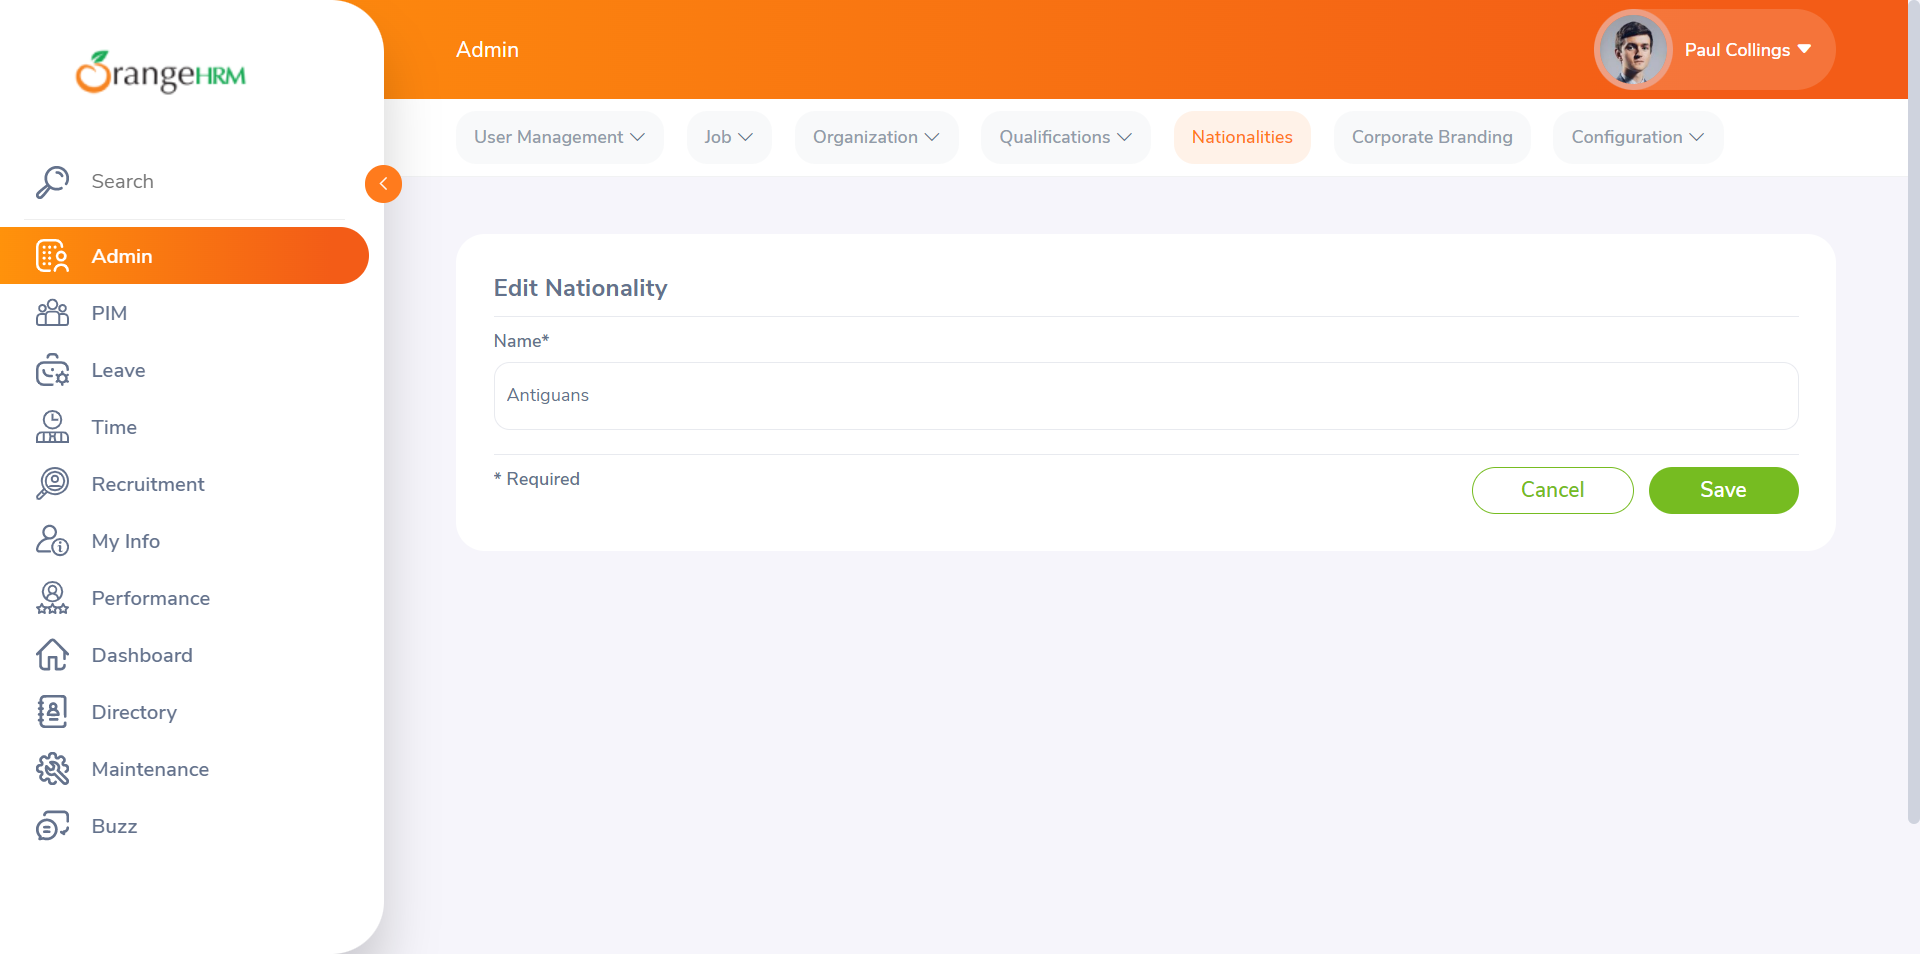 OrangeHRM
Search
Admin
PIM
Leave
Time
Recruitment
My Info
Performance
Dashboard
Directory
Maintenance
Buzz
Admin
Paul Collings
User Management
Job
Organization
Qualifications
Nationalities
Corporate Branding
Configuration
Edit Nationality
Name*
Antiguans
* Required
Cancel
Save